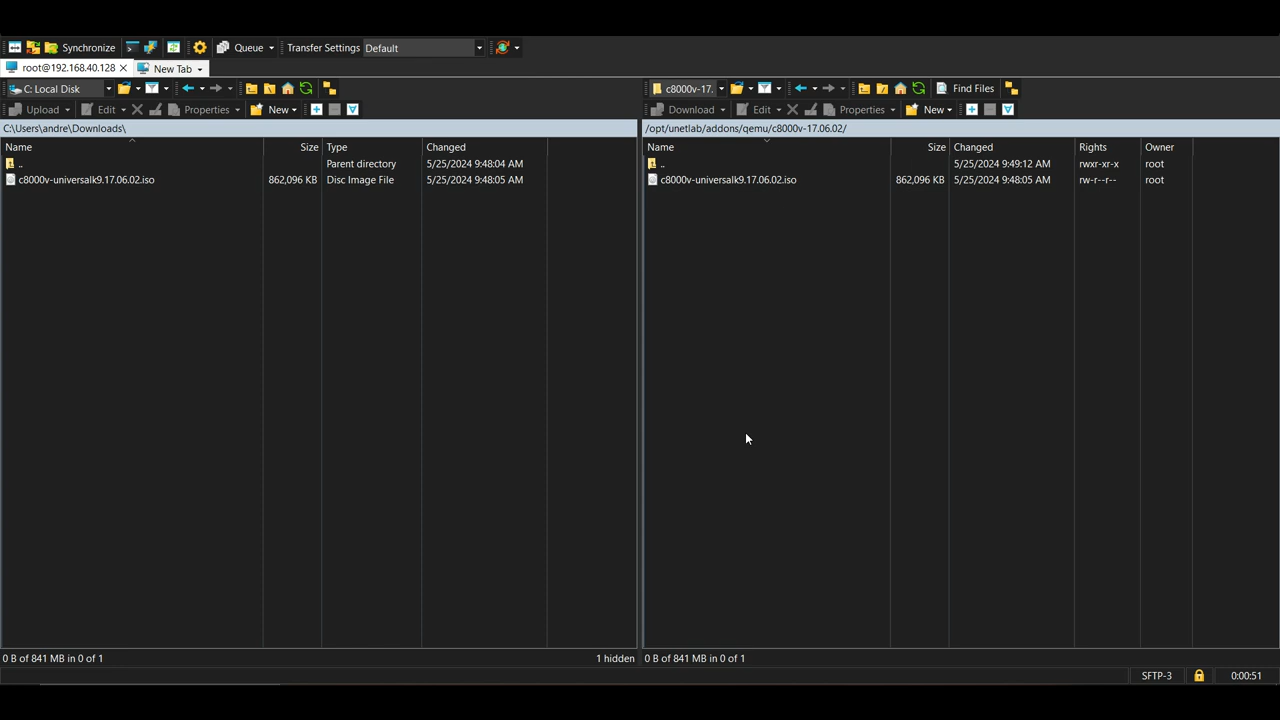 Synchronize Queue Transfer Settings Default
root@192.168.40.128 New Tab
C: Local Disk c8000v-17. Find Files
Upload Edit Properties New Download Edit Properties New
C:\Users\andre\Downloads\ /opt/unetlab/addons/qemu/c8000v-17.06.02/
Name Size Type Changed Name Size Changed Rights Owner
.. Parent directory 5/25/2024 9:48:04 AM .. 5/25/2024 9:49:12 AM rwxr-xr-x root
c8000v-universalk9.17.06.02.iso 862,096 KB Disc Image File 5/25/2024 9:48:05 AM c8000v-universalk9.17.06.02.iso 862,096 KB 5/25/2024 9:48:05 AM rw-r--r-- root
0 B of 841 MB in 0 of 1 1 hidden 0 B of 841 MB in 0 of 1
SFTP-3 0:00:51